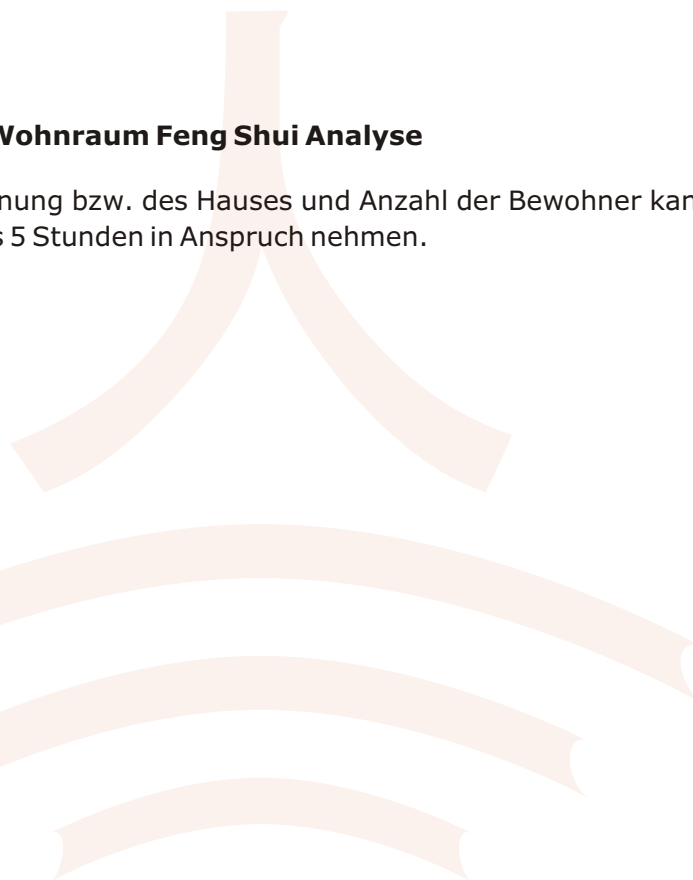 Wohnraum Feng Shui Analyse
nung bzw. des Hauses und Anzahl der Bewohner kan
s 5 Stunden in Anspruch nehmen.